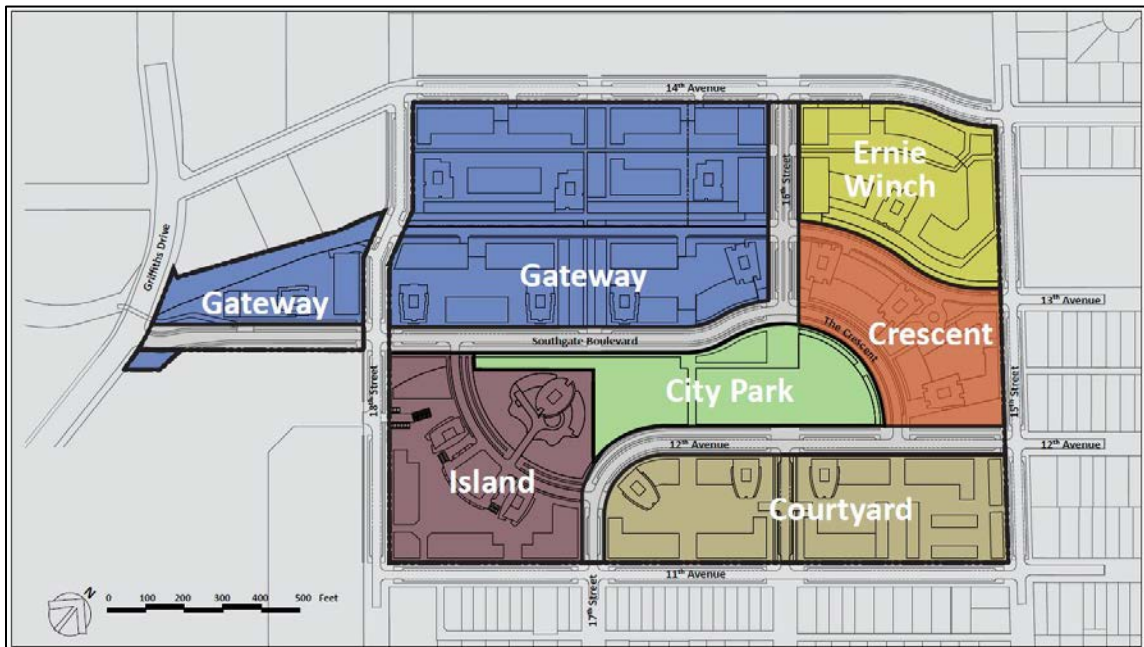 14th Avenue
Ernie
Winch
16th Street
Griffiths Drive
Gateway
Gateway
13th Avenue
The Crescent
Crescent
Southgate Boulevard
18th Street
City Park
15th Street
12th Avenue
12th Avenue
Island
Courtyard
11th Avenue
17th Street
N
0 100 200 300 400 500 Feet